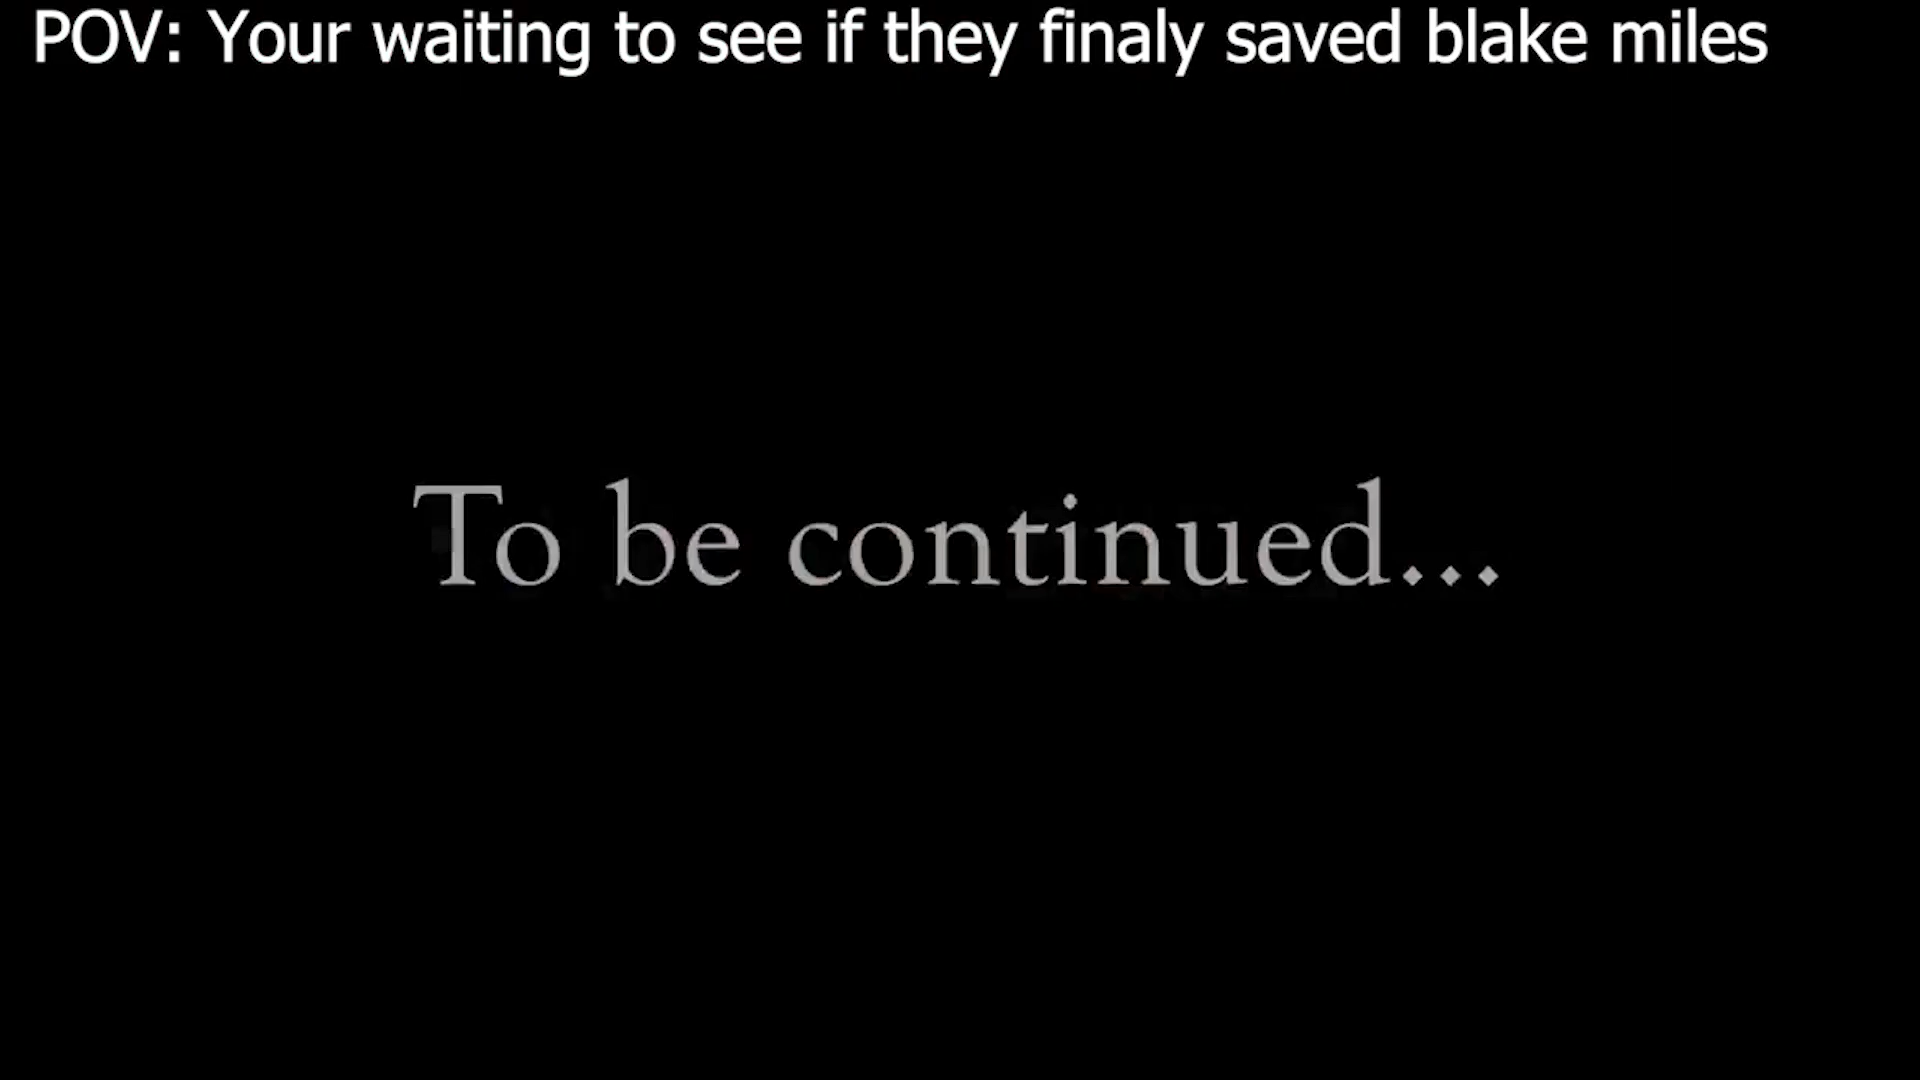 POV: Your waiting to see if they finaly saved blake miles
To be continued...